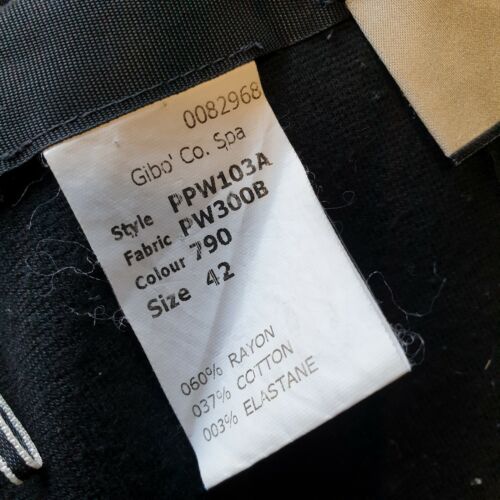 0082968
Gibo' Co. Spa
Style PPW103A
Fabric PW300B
Colour 790
Size 42
060% RAYON
037% COTTON
003% ELASTANE